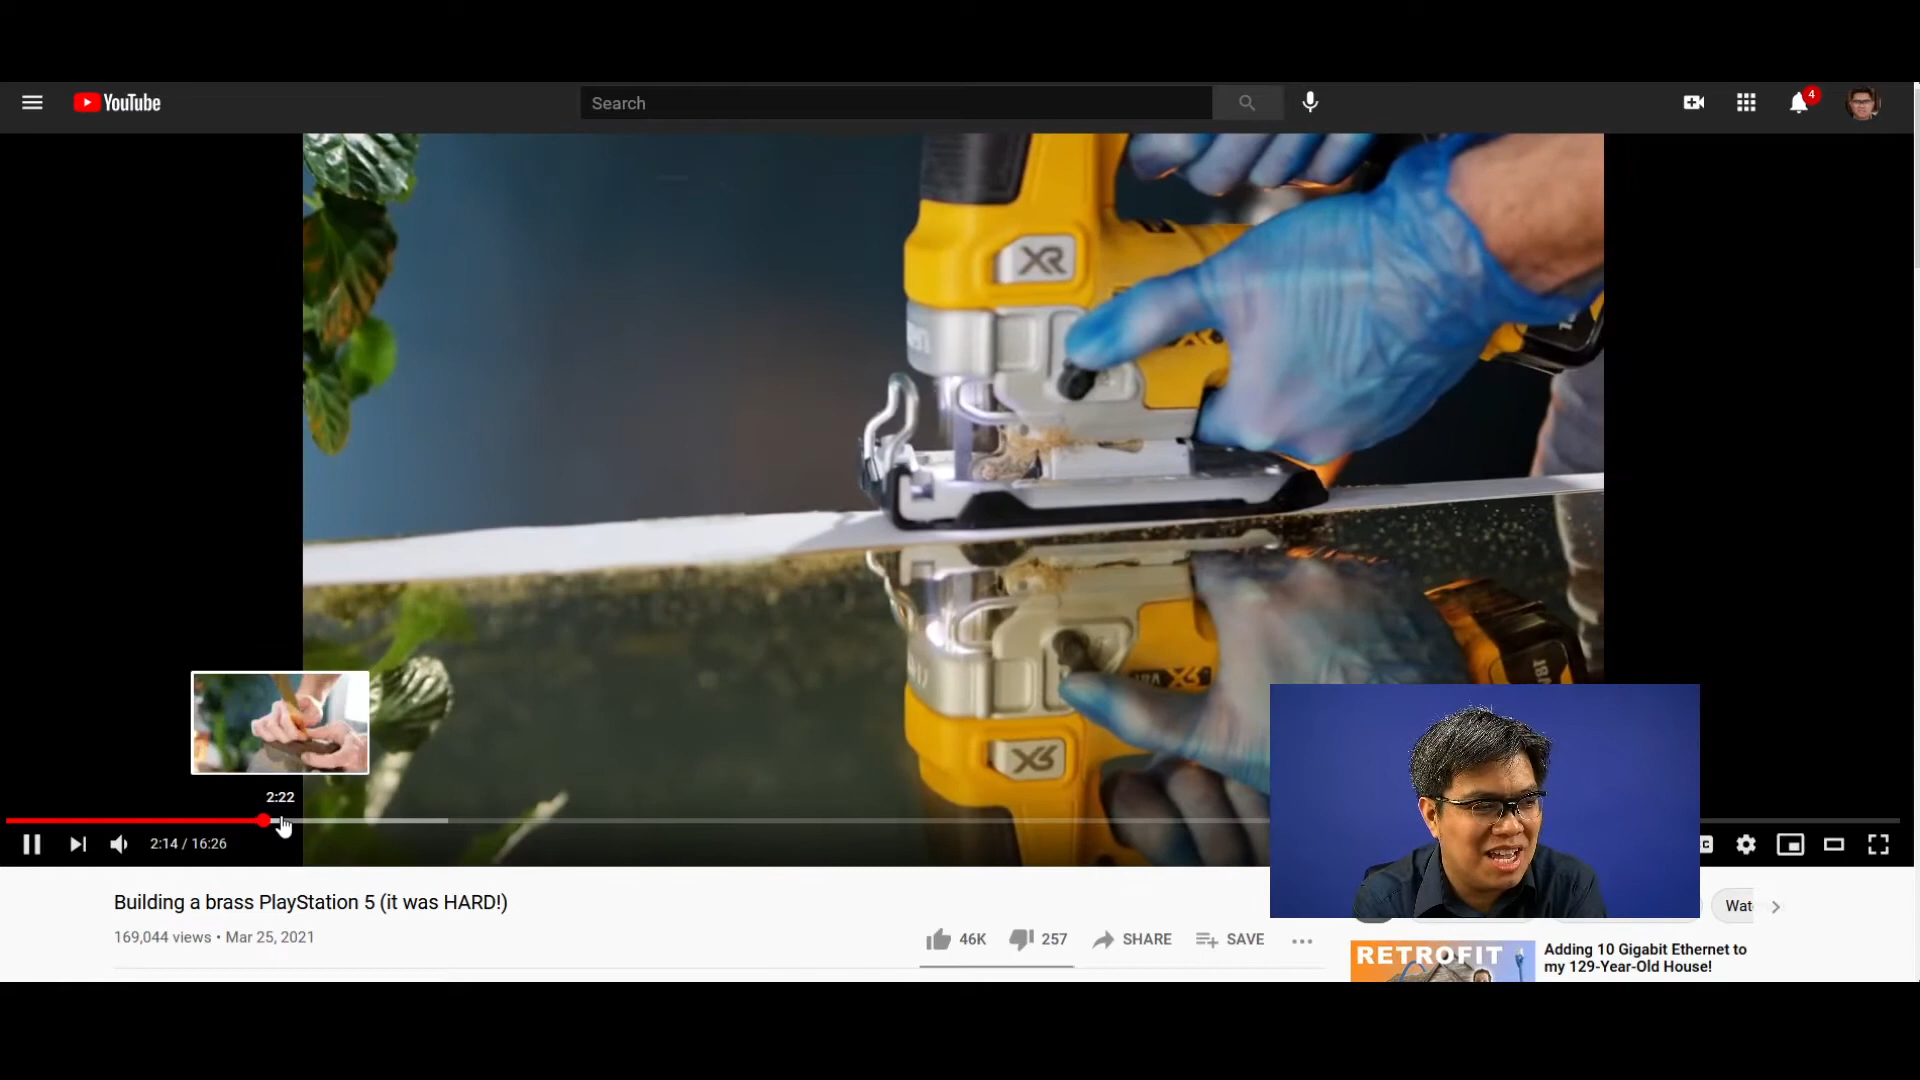 YouTube
Search
4
XR
XR
2:22
2:14 / 16:26
Building a brass PlayStation 5 (it was HARD!)
169,044 views • Mar 25, 2021
46K
257
SHARE
SAVE
Wat
RETROFIT
Adding 10 Gigabit Ethernet to
my 129-Year-Old House!